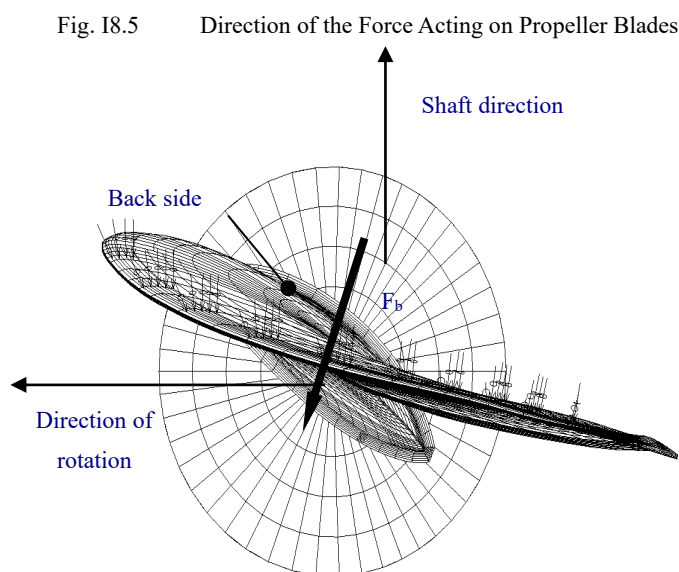 Fig. I8.5 Direction of the Force Acting on Propeller Blades
Shaft direction
Back side
Fb
Direction of
rotation